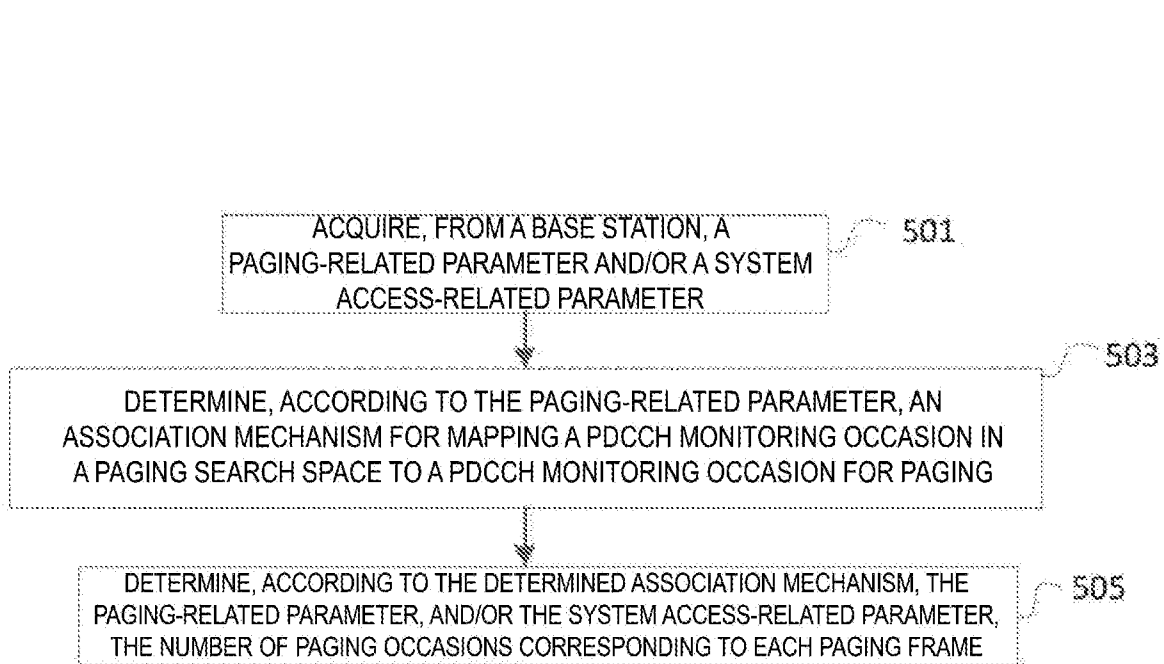 ACQUIRE, FROM A BASE STATION, A
PAGING-RELATED PARAMETER AND/OR A SYSTEM
ACCESS-RELATED PARAMETER
501
DETERMINE, ACCORDING TO THE PAGING-RELATED PARAMETER, AN
ASSOCIATION MECHANISM FOR MAPPING A PDCCH MONITORING OCCASION IN
A PAGING SEARCH SPACE TO A PDCCH MONITORING OCCASION FOR PAGING
503
DETERMINE, ACCORDING TO THE DETERMINED ASSOCIATION MECHANISM, THE
PAGING-RELATED PARAMETER, AND/OR THE SYSTEM ACCESS-RELATED PARAMETER,
THE NUMBER OF PAGING OCCASIONS CORRESPONDING TO EACH PAGING FRAME
505